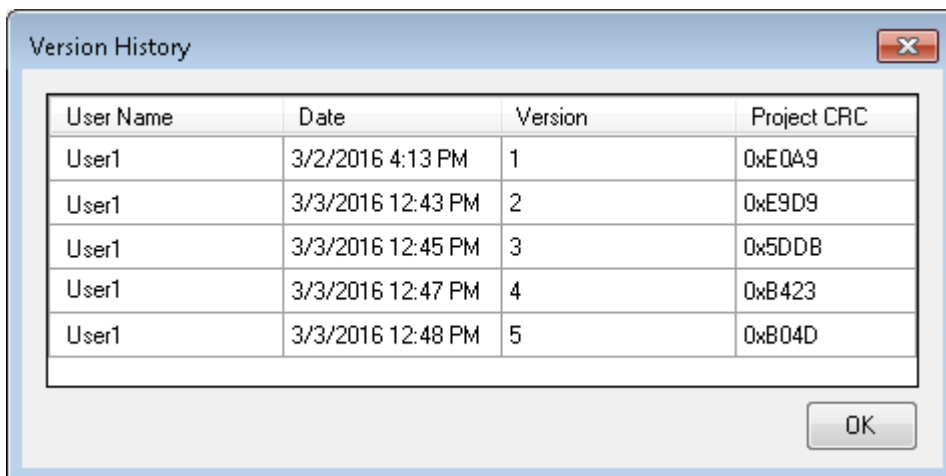 Version History
User Name Date Version Project CRC
User1 3/2/2016 4:13 PM 1 0xE0A9
User1 3/3/2016 12:43 PM 2 0xE9D9
User1 3/3/2016 12:45 PM 3 0x5DDB
User1 3/3/2016 12:47 PM 4 0xB423
User1 3/3/2016 12:48 PM 5 0xB04D
OK